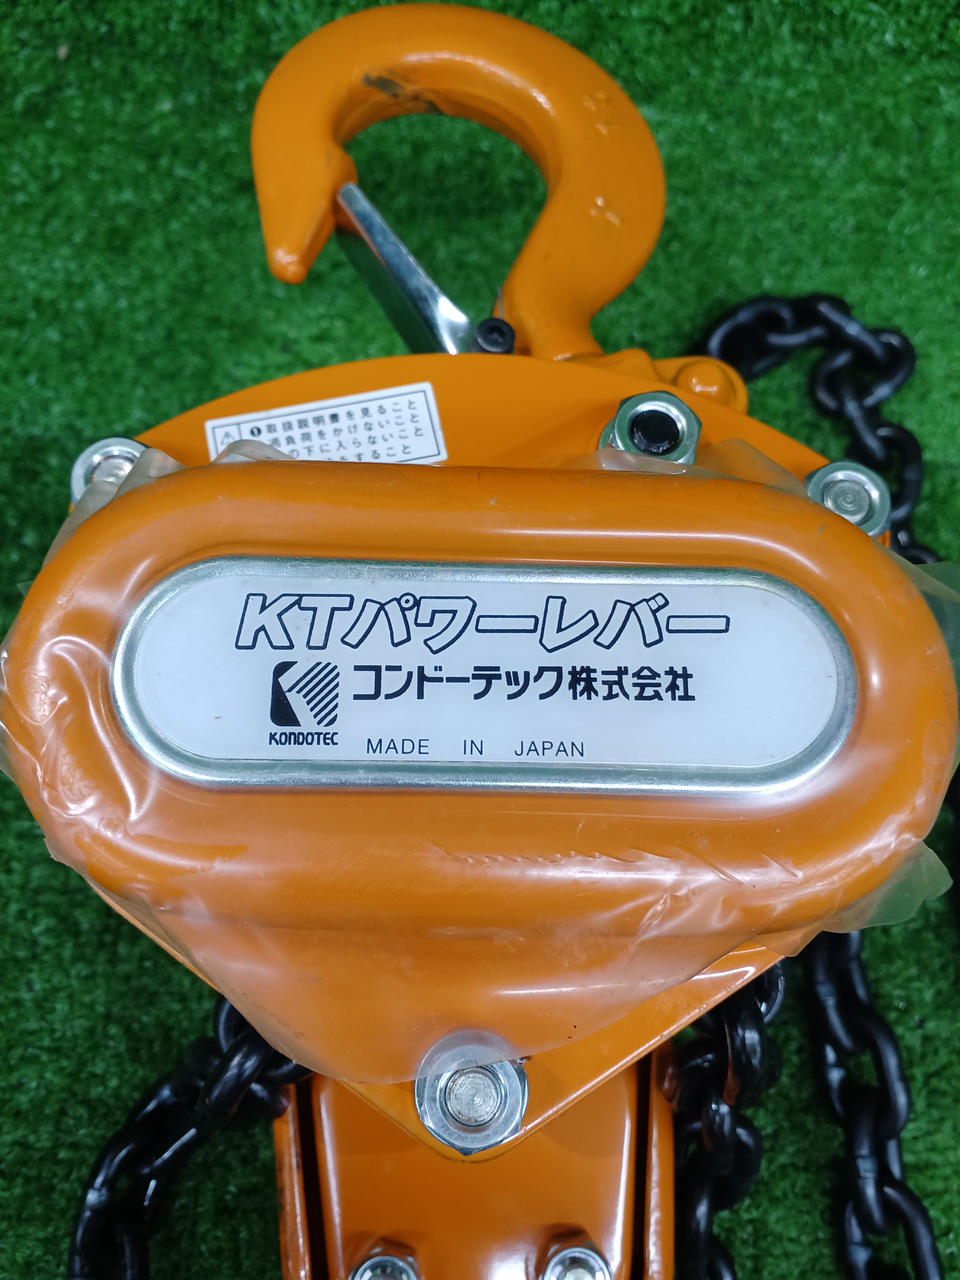 ❶取扱説明書を見ること
過負荷をかけないこと
の下に入らないこと
をすること
KTパワーレバー
コンドーテック株式会社
KONDOTEC
MADE IN JAPAN